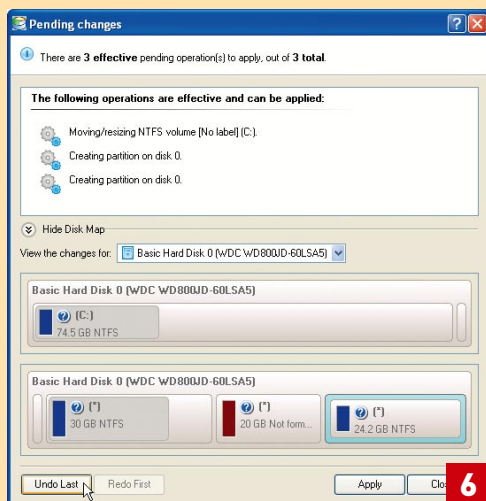 Pending changes
There are 3 effective pending operation(s) to apply, out of 3 total.
The following operations are effective and can be applied:
Moving/resizing NTFS volume [No label] (C:).
Creating partition on disk 0.
Creating partition on disk 0.
Hide Disk Map
View the changes for: Basic Hard Disk 0 (WDC WD800JD-60LSA5)
Basic Hard Disk 0 (WDC WD800JD-60LSA5)
(C:)
74.5 GB NTFS
Basic Hard Disk 0 (WDC WD800JD-60LSA5)
(*) (*) (*)
30 GB NTFS 20 GB Not form... 24.2 GB NTFS
Undo Last Redo First Apply Clo 6